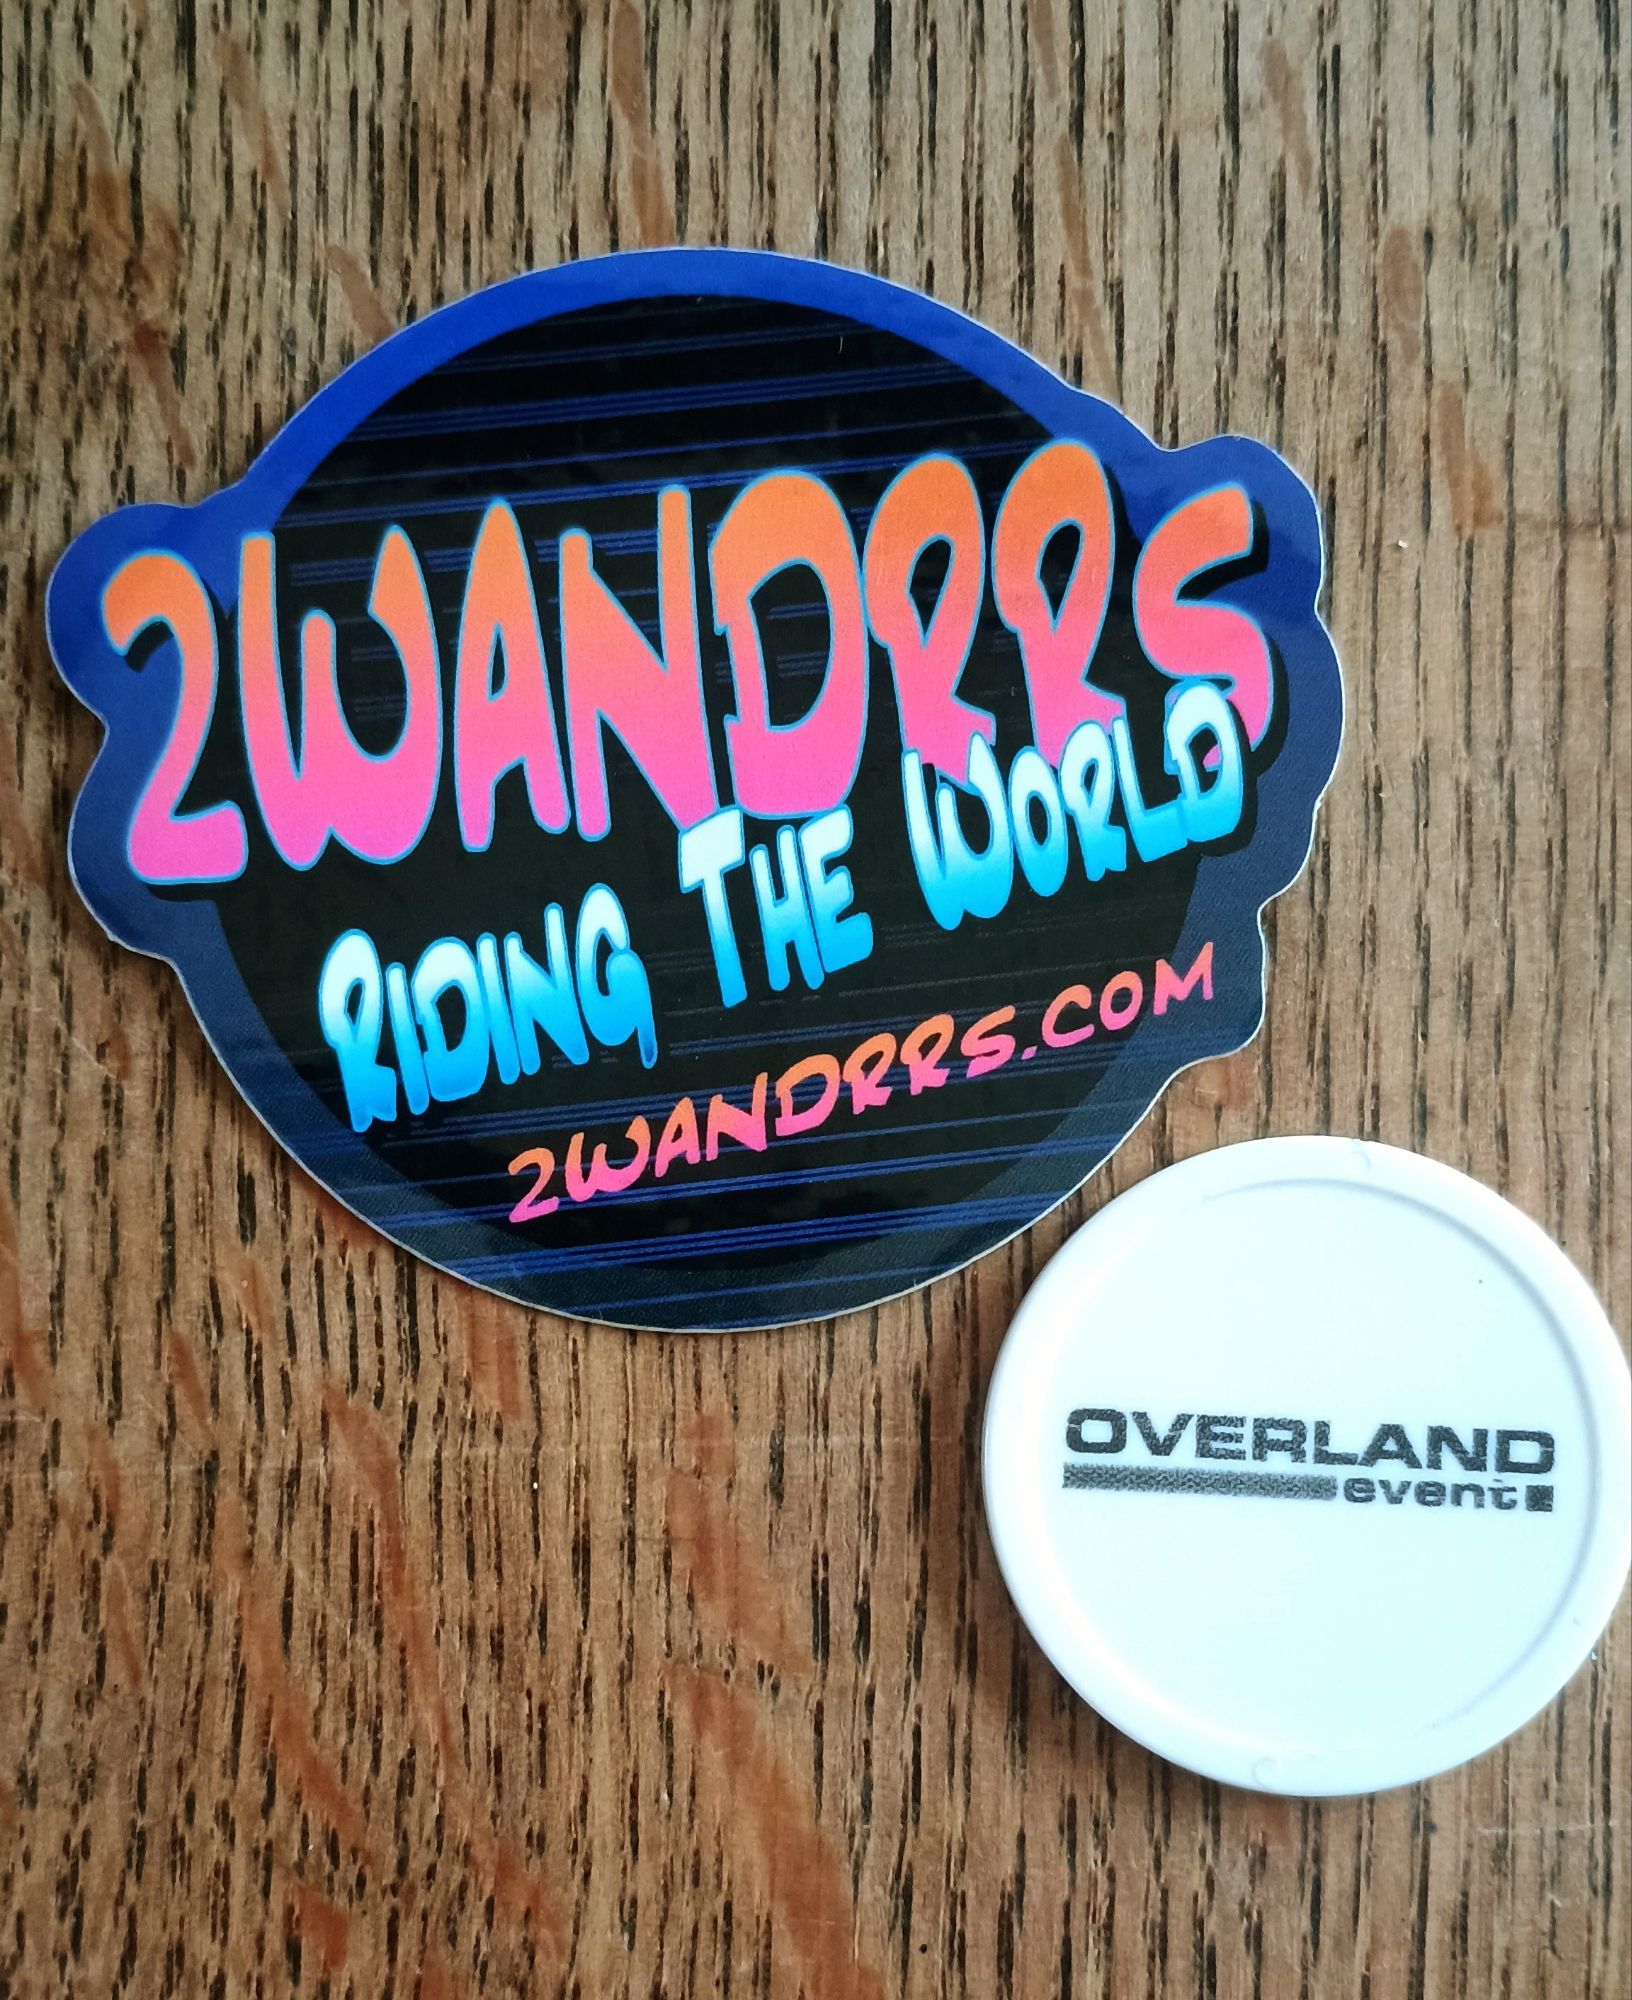 2WANDRRS
RIDING THE WORLD
2WANDRRS.COM
OVERLAND
event